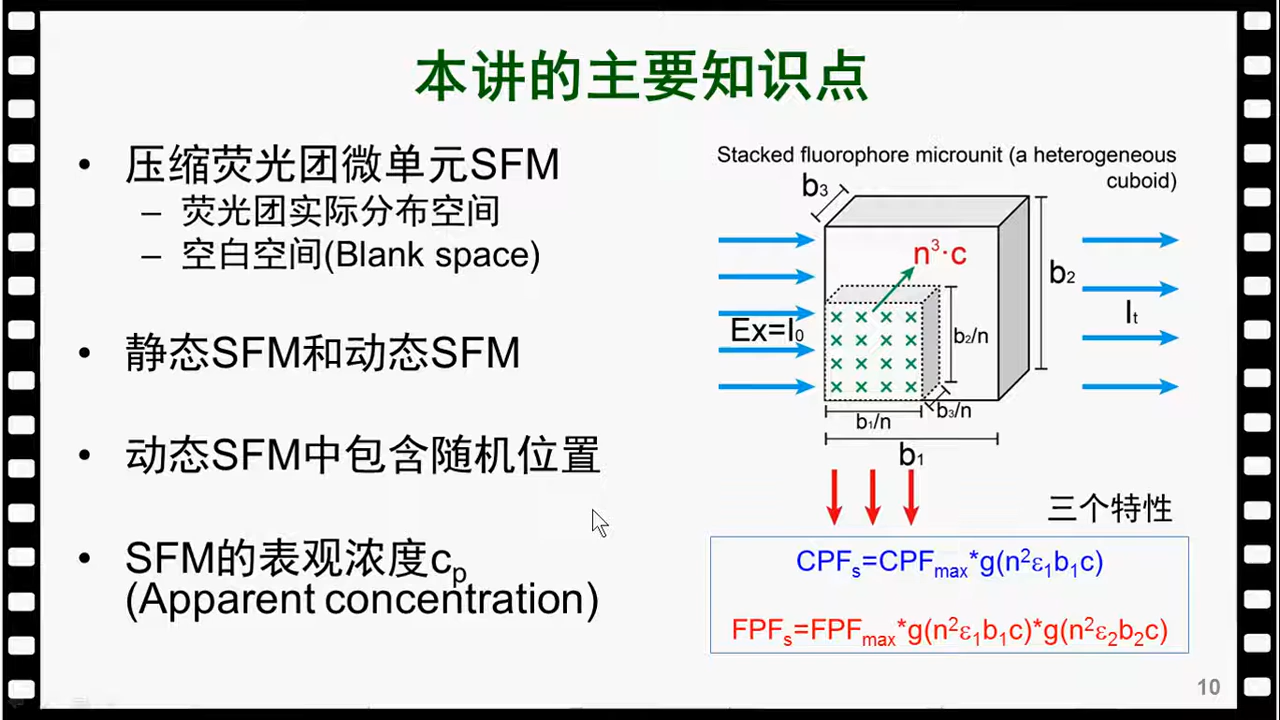 本讲的主要知识点
• 压缩荧光团微单元SFM
– 荧光团实际分布空间
– 空白空间(Blank space)
• 静态SFM和动态SFM
• 动态SFM中包含随机位置
• SFM的表观浓度cₚ
(Apparent concentration)
Stacked fluorophore microunit (a heterogeneous
cuboid)
b₃
n³·c
b₂
Ex=I₀
Iₜ
b₂/n
b₃/n
b₁/n
b₁
三个特性
CPFₛ=CPFₘₐₓ*g(n²ε₁b₁c)
FPFₛ=FPFₘₐₓ*g(n²ε₁b₁c)*g(n²ε₂b₂c)
10